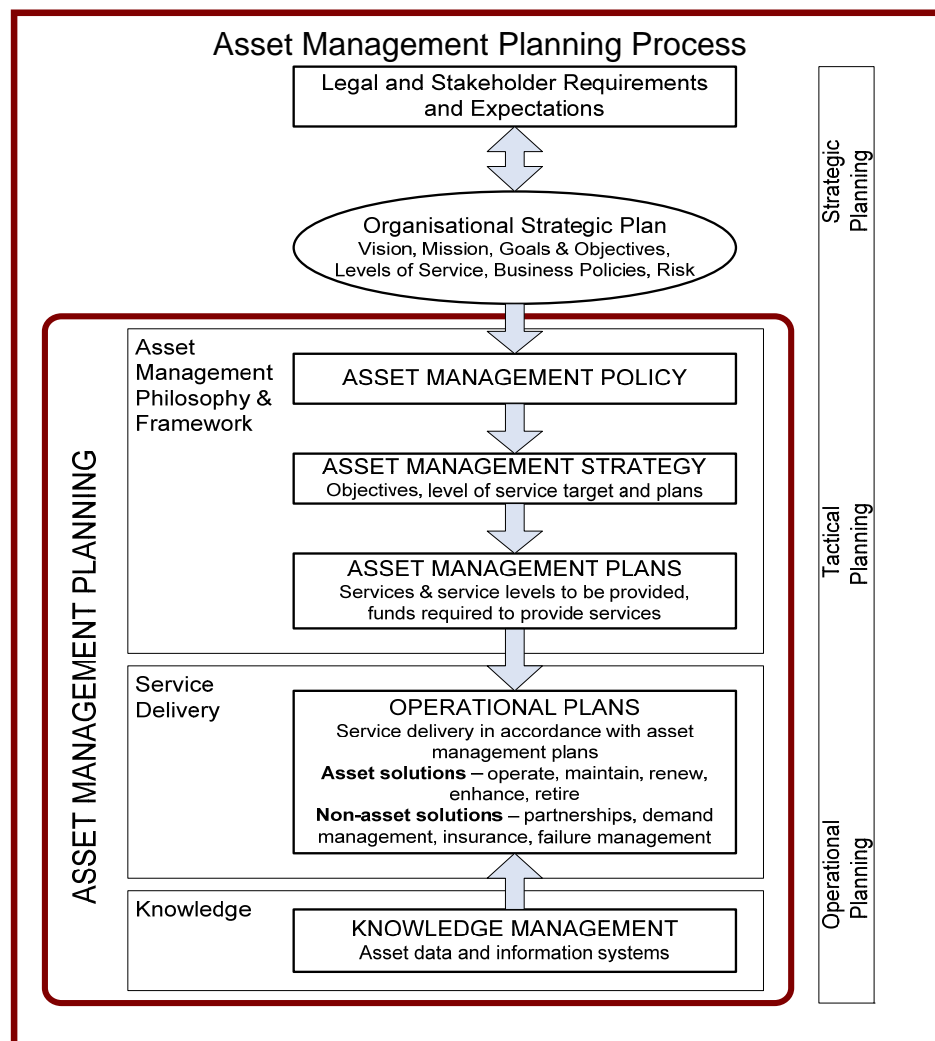 Asset Management Planning Process
Legal and Stakeholder Requirements
and Expectations
Organisational Strategic Plan
Vision, Mission, Goals & Objectives,
Levels of Service, Business Policies, Risk
Strategic
Planning
ASSET MANAGEMENT PLANNING
Asset
Management
Philosophy &
Framework
ASSET MANAGEMENT POLICY
ASSET MANAGEMENT STRATEGY
Objectives, level of service target and plans
ASSET MANAGEMENT PLANS
Services & service levels to be provided,
funds required to provide services
Tactical
Planning
Service
Delivery
OPERATIONAL PLANS
Service delivery in accordance with asset
management plans
Asset solutions – operate, maintain, renew,
enhance, retire
Non-asset solutions – partnerships, demand
management, insurance, failure management
Operational
Planning
Knowledge
KNOWLEDGE MANAGEMENT
Asset data and information systems